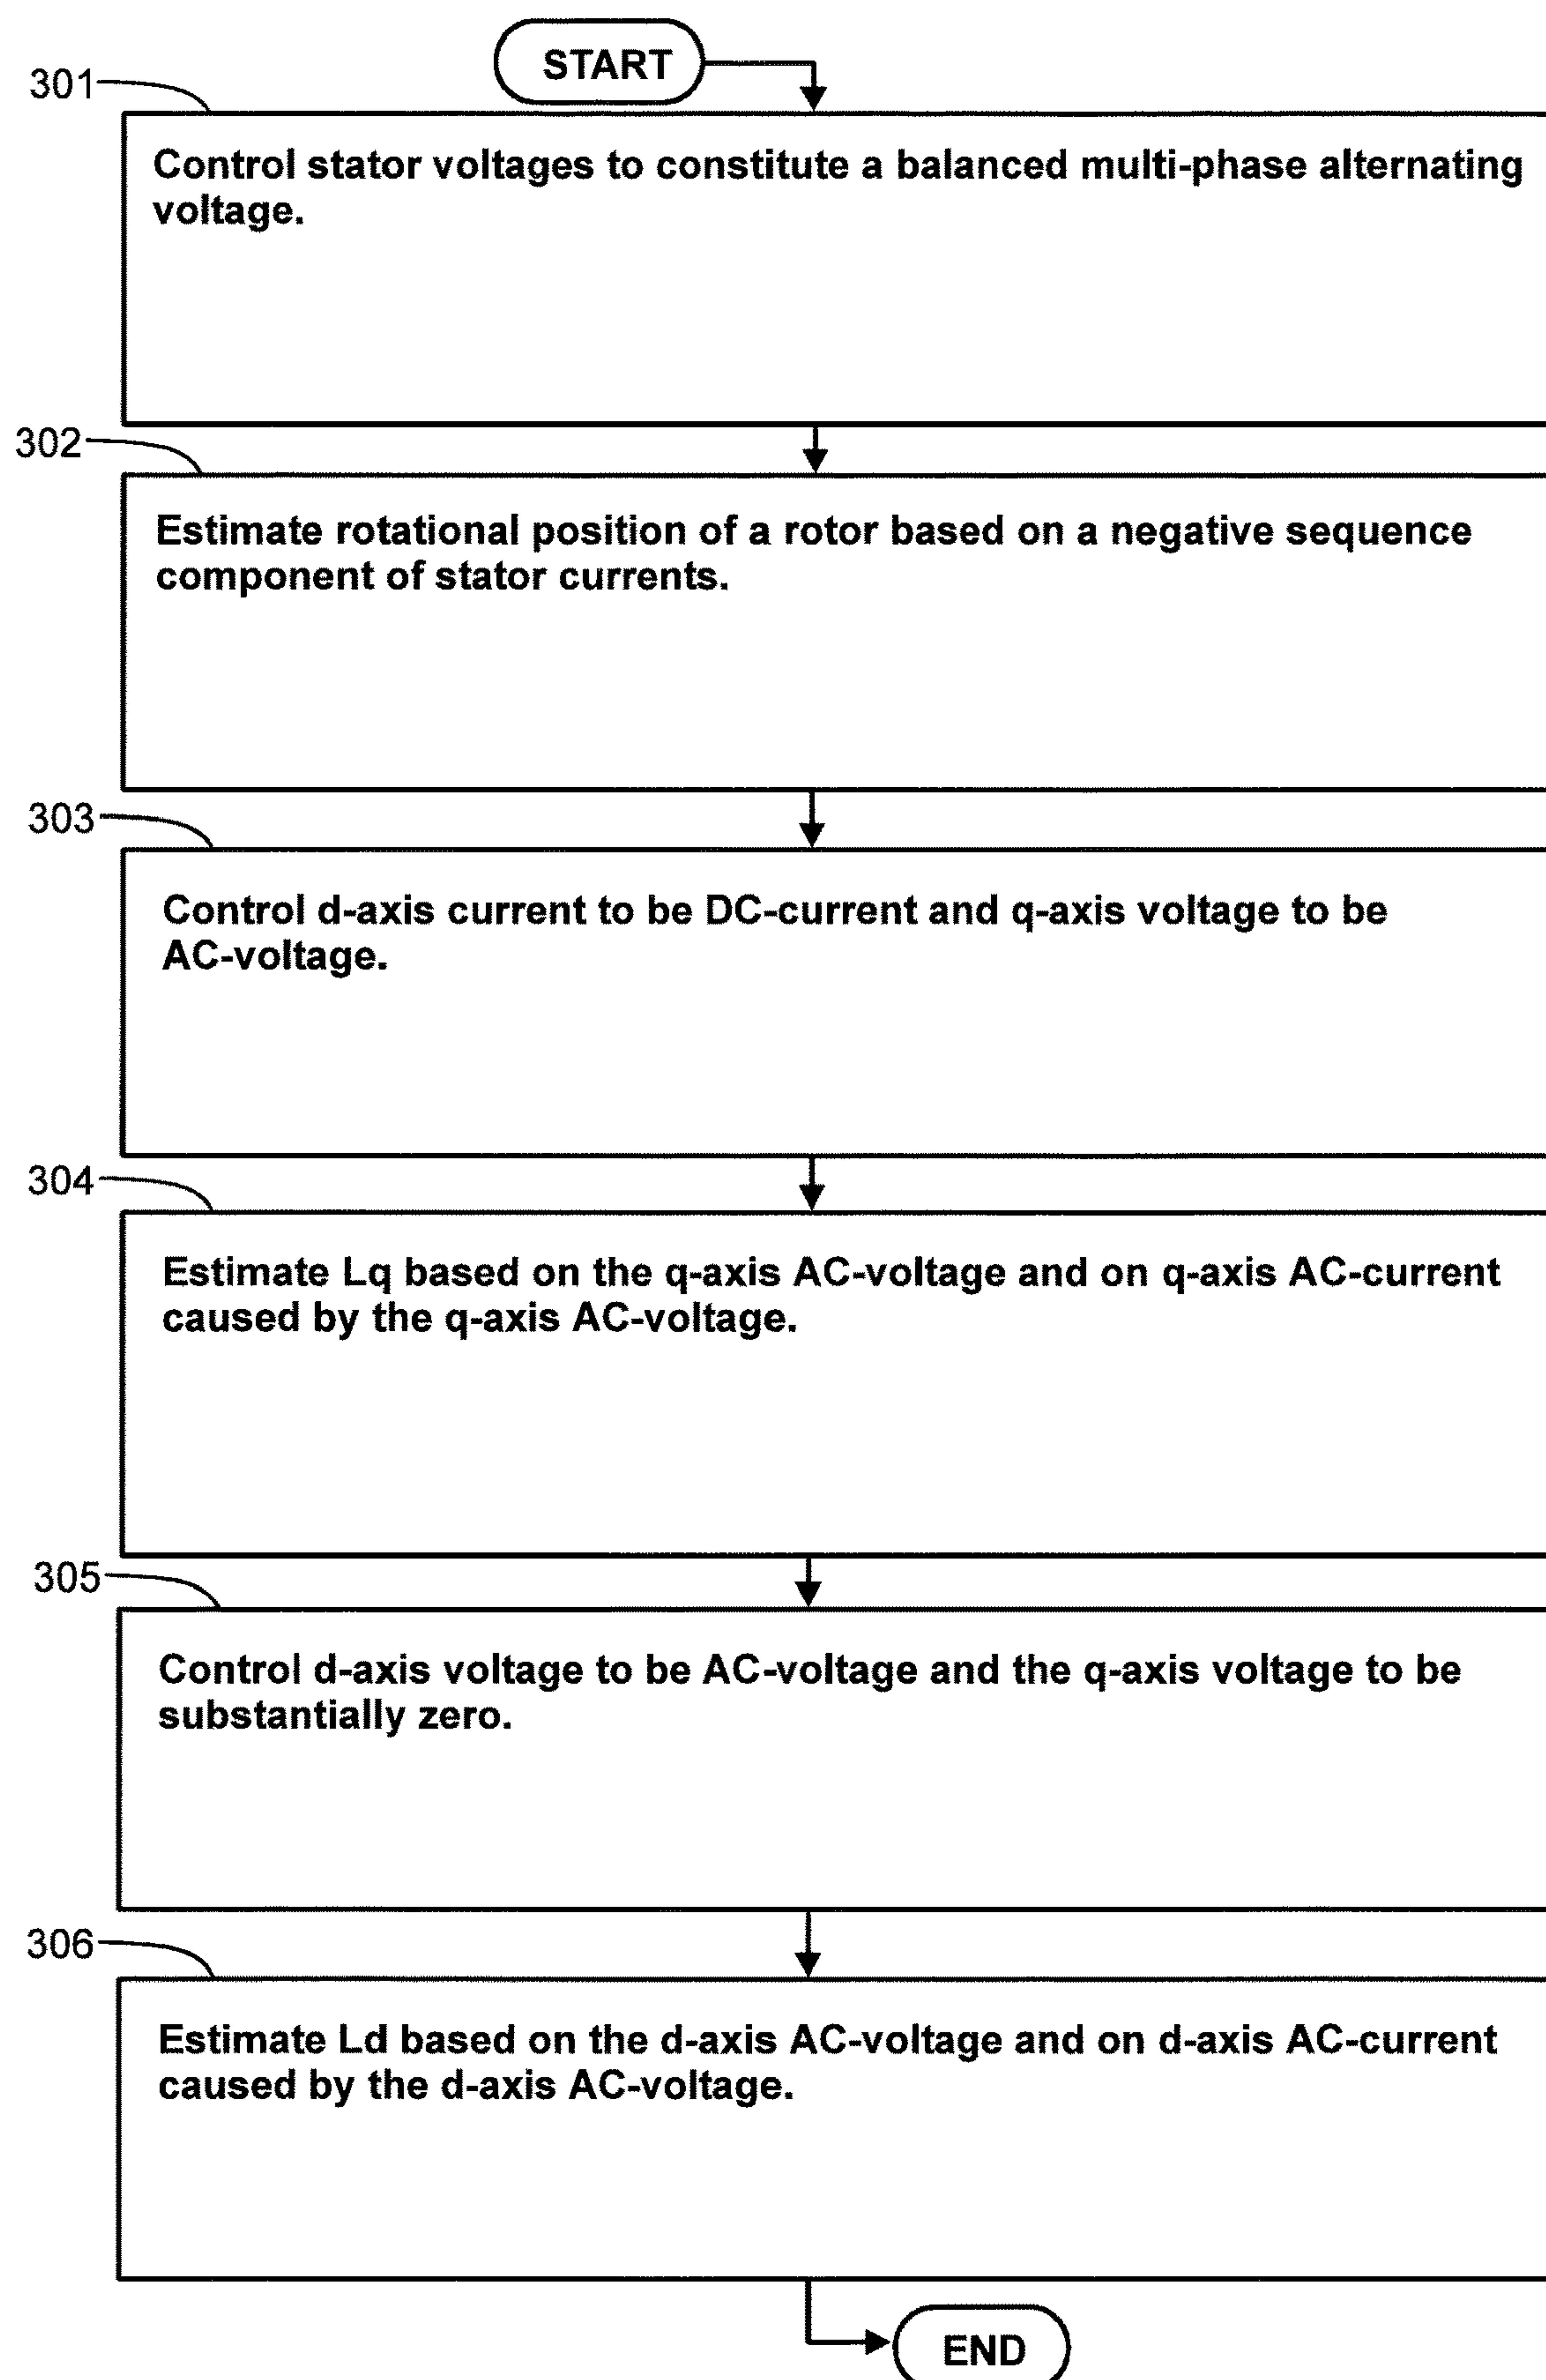 START
301
Control stator voltages to constitute a balanced multi-phase alternating
voltage.
302
Estimate rotational position of a rotor based on a negative sequence
component of stator currents.
303
Control d-axis current to be DC-current and q-axis voltage to be
AC-voltage.
304
Estimate Lq based on the q-axis AC-voltage and on q-axis AC-current
caused by the q-axis AC-voltage.
305
Control d-axis voltage to be AC-voltage and the q-axis voltage to be
substantially zero.
306
Estimate Ld based on the d-axis AC-voltage and on d-axis AC-current
caused by the d-axis AC-voltage.
END